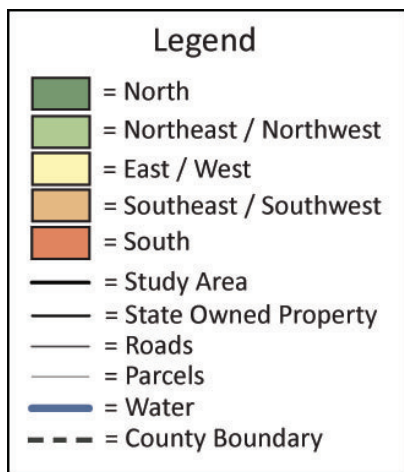 Legend
= North
= Northeast / Northwest
= East / West
= Southeast / Southwest
= South
= Study Area
= State Owned Property
= Roads
= Parcels
= Water
= County Boundary